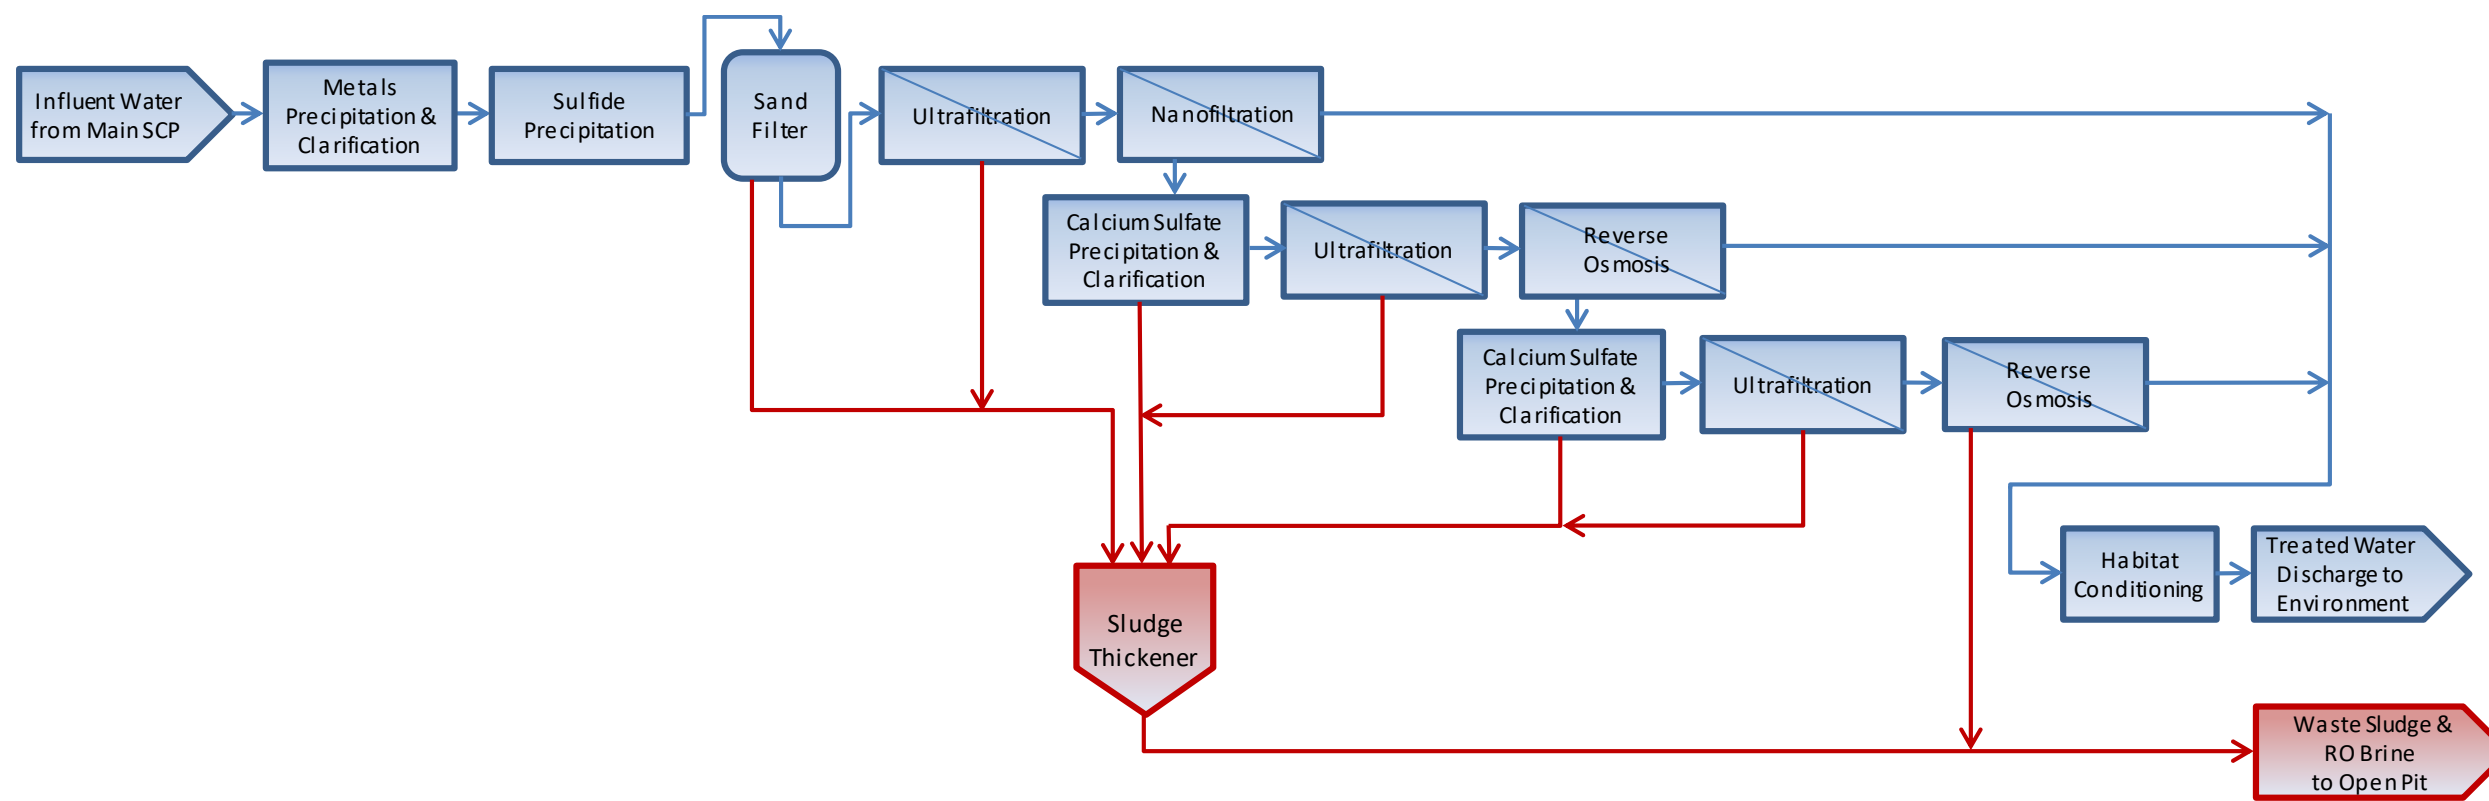 Influent Water
from Main SCP
Metals
Precipitation &
Clarification
Sulfide
Precipitation
Sand
Filter
Ultrafiltration
Nanofiltration
Calcium Sulfate
Precipitation &
Clarification
Ultrafiltration
Reverse
Osmosis
Calcium Sulfate
Precipitation &
Clarification
Ultrafiltration
Reverse
Osmosis
Habitat
Conditioning
Treated Water
Discharge to
Environment
Sludge
Thickener
Waste Sludge &
RO Brine
to Open Pit